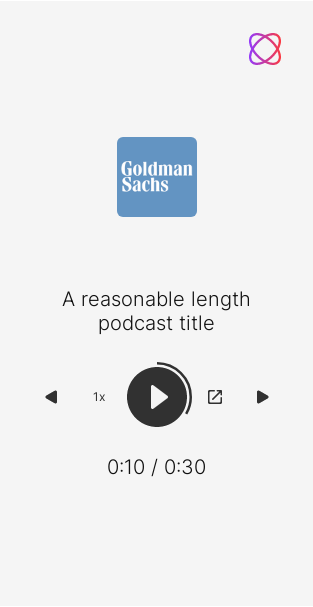 Goldman
Sachs
A reasonable length
podcast title
1x
0:10 / 0:30